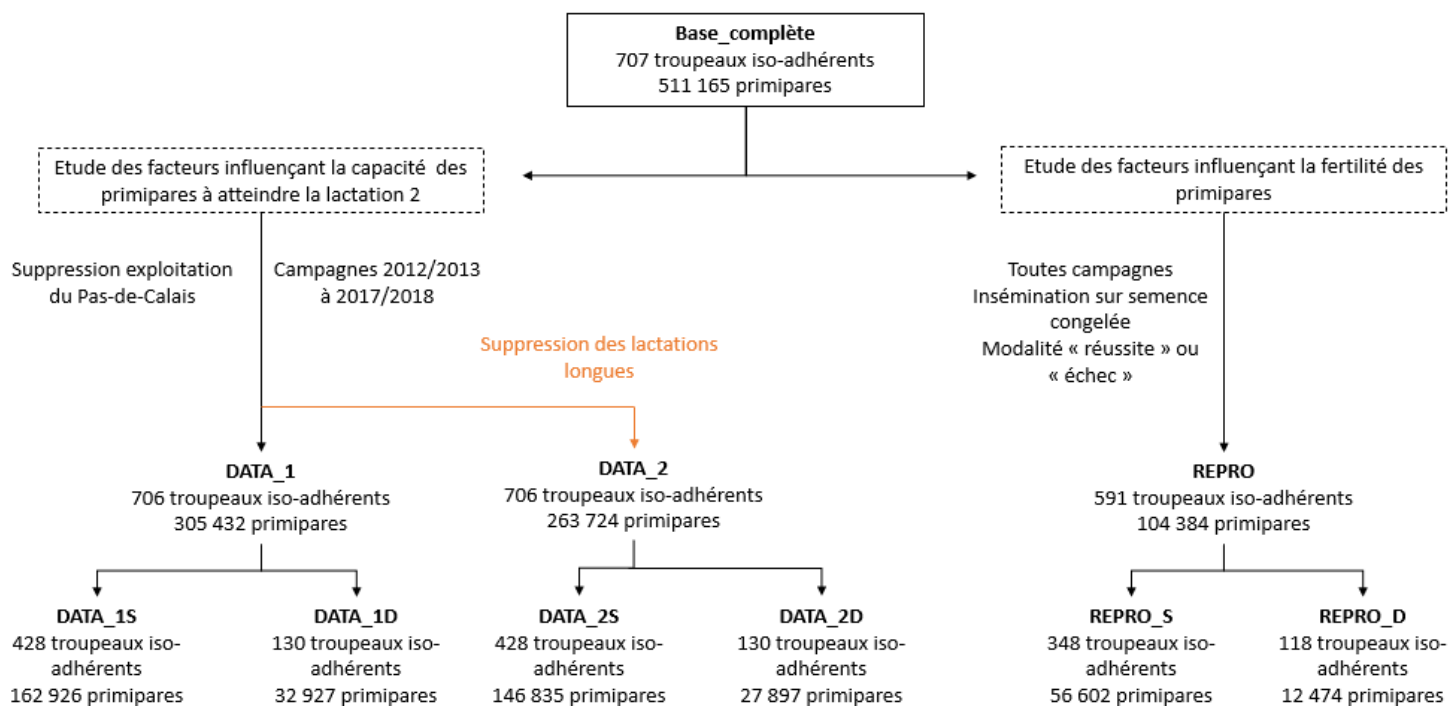 Base_complète
707 troupeaux iso-adhérents
511 165 primipares
Etude des facteurs influençant la capacité des
primipares à atteindre la lactation 2
Etude des facteurs influençant la fertilité des
primipares
Suppression exploitation
du Pas-de-Calais
Campagnes 2012/2013
à 2017/2018
Toutes campagnes
Insémination sur semence
congelée
Modalité « réussite » ou
« échec »
Suppression des lactations
longues
DATA_1
706 troupeaux iso-adhérents
305 432 primipares
DATA_2
706 troupeaux iso-adhérents
263 724 primipares
REPRO
591 troupeaux iso-adhérents
104 384 primipares
DATA_1S
428 troupeaux iso-
adhérents
162 926 primipares
DATA_1D
130 troupeaux iso-
adhérents
32 927 primipares
DATA_2S
428 troupeaux iso-
adhérents
146 835 primipares
DATA_2D
130 troupeaux iso-
adhérents
27 897 primipares
REPRO_S
348 troupeaux iso-
adhérents
56 602 primipares
REPRO_D
118 troupeaux iso-
adhérents
12 474 primipares